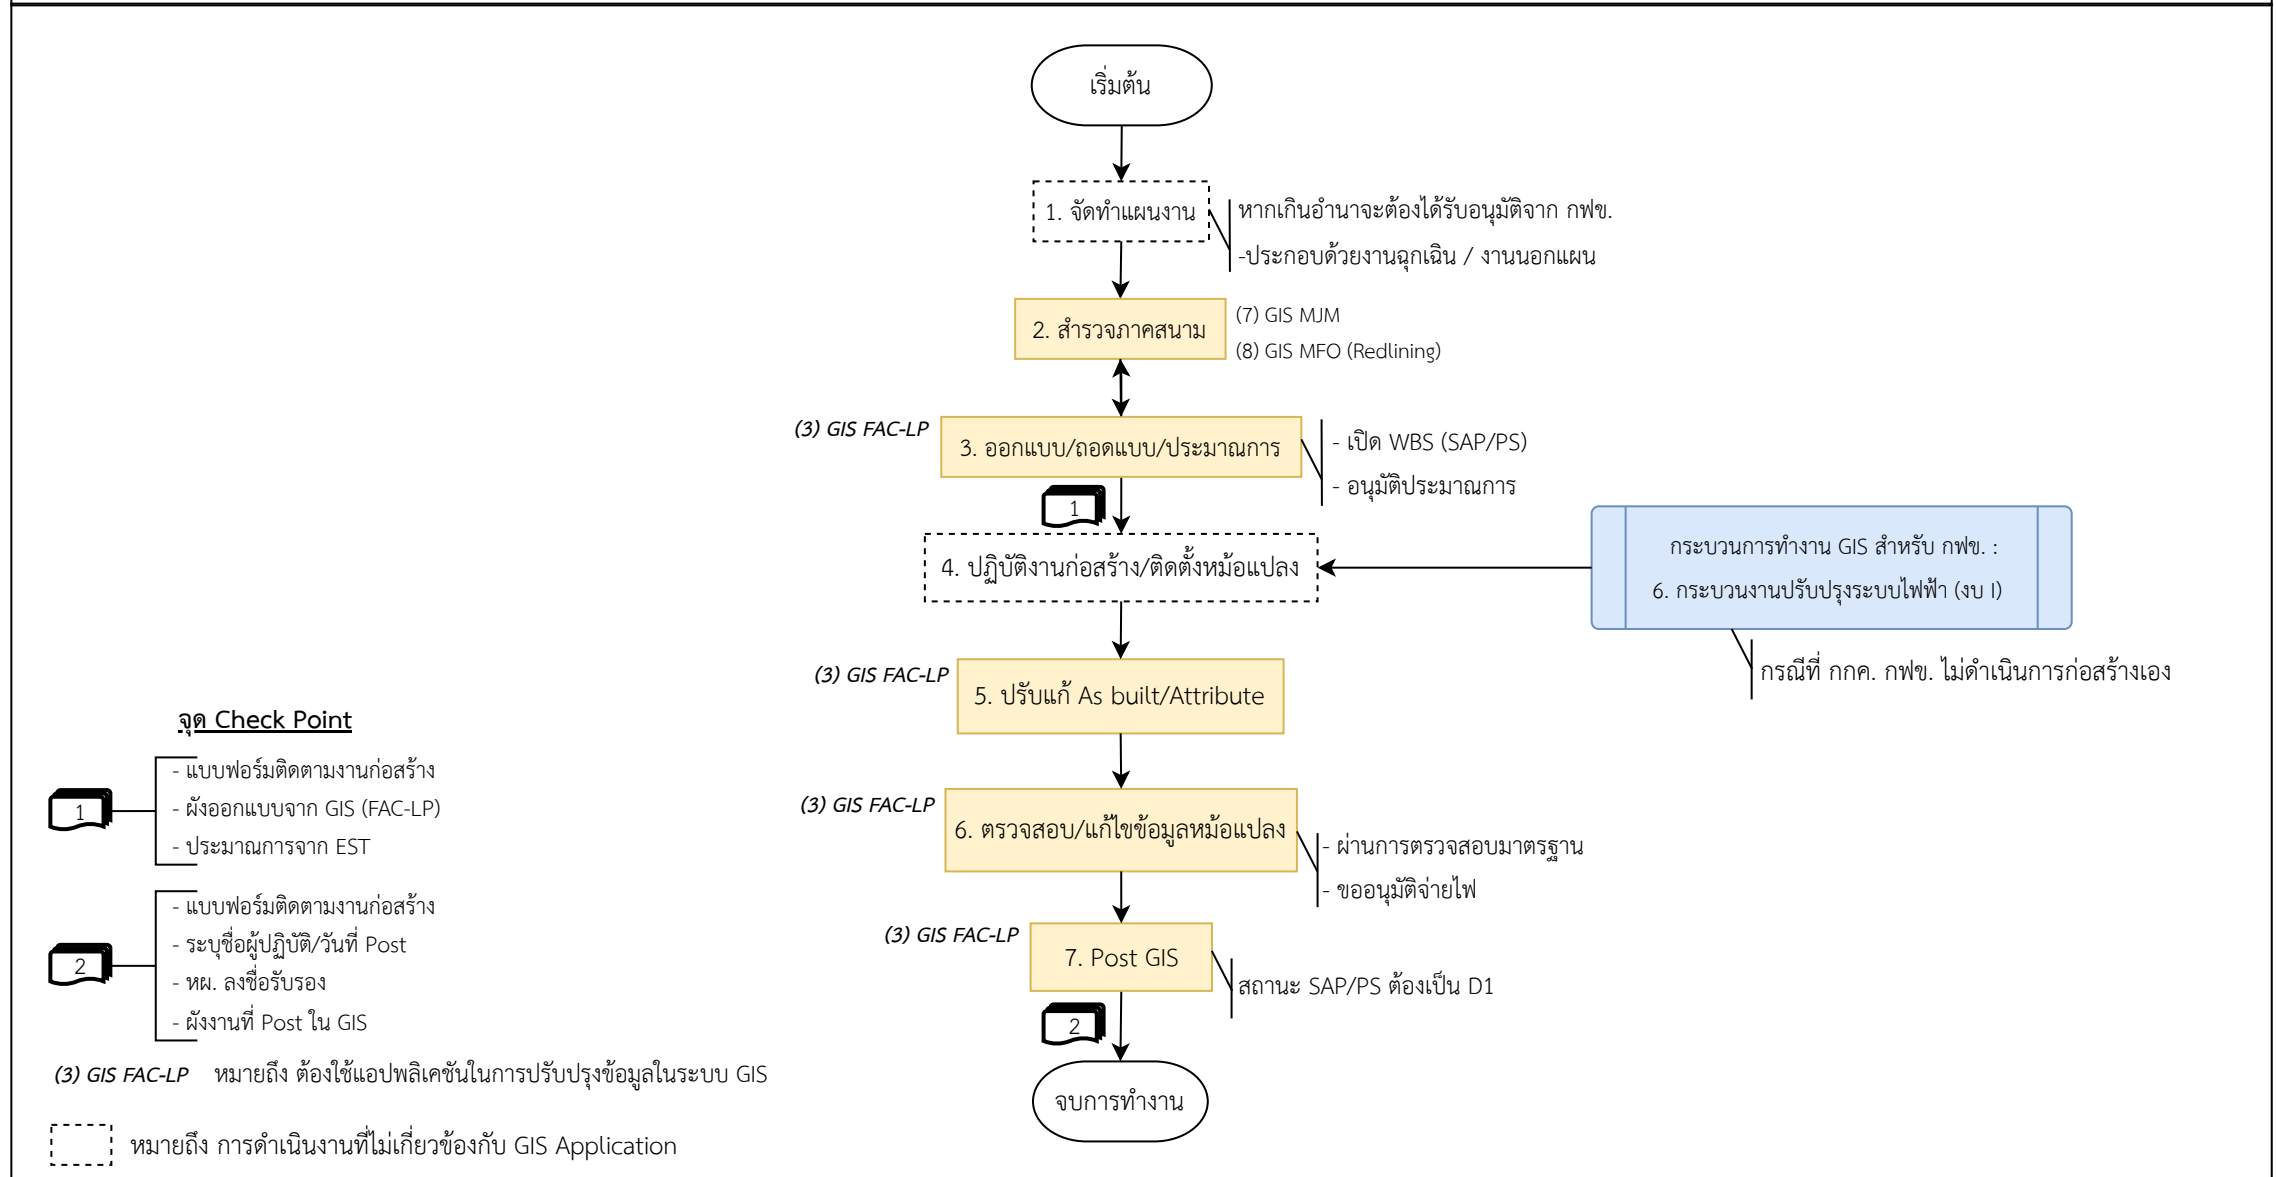 เริ่มต้น
1. จัดทำแผนงาน
หากเกินอำนาจะต้องได้รับอนุมัติจาก กฟข.
-ประกอบด้วยงานฉุกเฉิน / งานนอกแผน
2. สำรวจภาคสนาม
(7) GIS MJM
(8) GIS MFO (Redlining)
(3) GIS FAC-LP
3. ออกแบบ/ถอดแบบ/ประมาณการ
- เปิด WBS (SAP/PS)
- อนุมัติประมาณการ
1
4. ปฏิบัติงานก่อสร้าง/ติดตั้งหม้อแปลง
กระบวนการทำงาน GIS สำหรับ กฟข. :
6. กระบวนงานปรับปรุงระบบไฟฟ้า (งบ I)
กรณีที่ กกค. กฟข. ไม่ดำเนินการก่อสร้างเอง
(3) GIS FAC-LP
5. ปรับแก้ As built/Attribute
(3) GIS FAC-LP
6. ตรวจสอบ/แก้ไขข้อมูลหม้อแปลง
- ผ่านการตรวจสอบมาตรฐาน
- ขออนุมัติจ่ายไฟ
(3) GIS FAC-LP
7. Post GIS
สถานะ SAP/PS ต้องเป็น D1
2
จบการทำงาน
จุด Check Point
1
- แบบฟอร์มติดตามงานก่อสร้าง
- ผังออกแบบจาก GIS (FAC-LP)
- ประมาณการจาก EST
2
- แบบฟอร์มติดตามงานก่อสร้าง
- ระบุชื่อผู้ปฏิบัติ/วันที่ Post
- หผ. ลงชื่อรับรอง
- ผังงานที่ Post ใน GIS
(3) GIS FAC-LP หมายถึง ต้องใช้แอปพลิเคชันในการปรับปรุงข้อมูลในระบบ GIS
หมายถึง การดำเนินงานที่ไม่เกี่ยวข้องกับ GIS Application